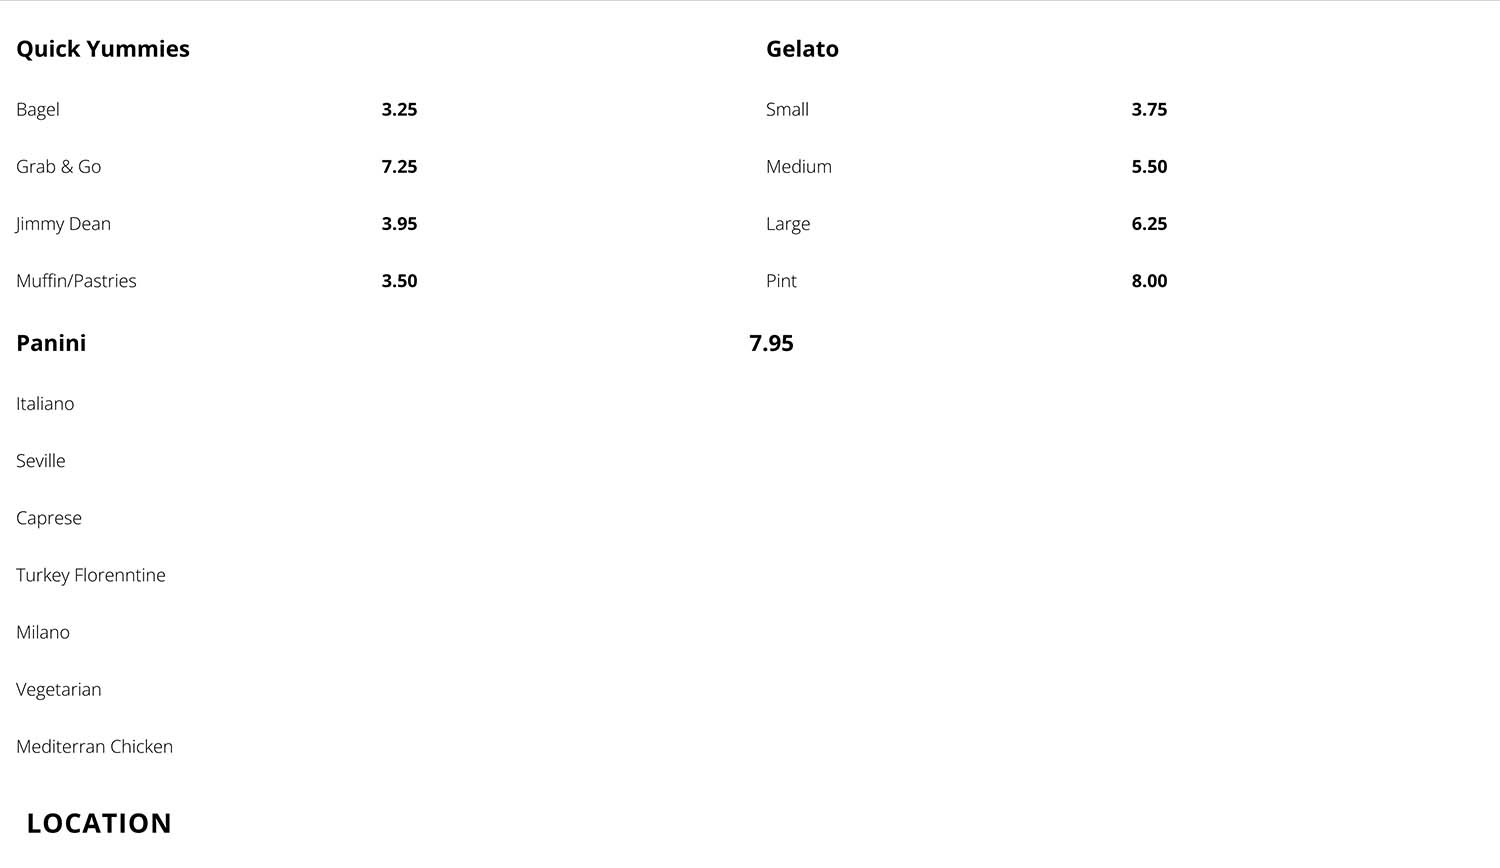 Quick Yummies
Bagel 3.25
Grab & Go 7.25
Jimmy Dean 3.95
Muffin/Pastries 3.50
Gelato
Small 3.75
Medium 5.50
Large 6.25
Pint 8.00
Panini 7.95
Italiano
Seville
Caprese
Turkey Florenntine
Milano
Vegetarian
Mediterran Chicken
LOCATION